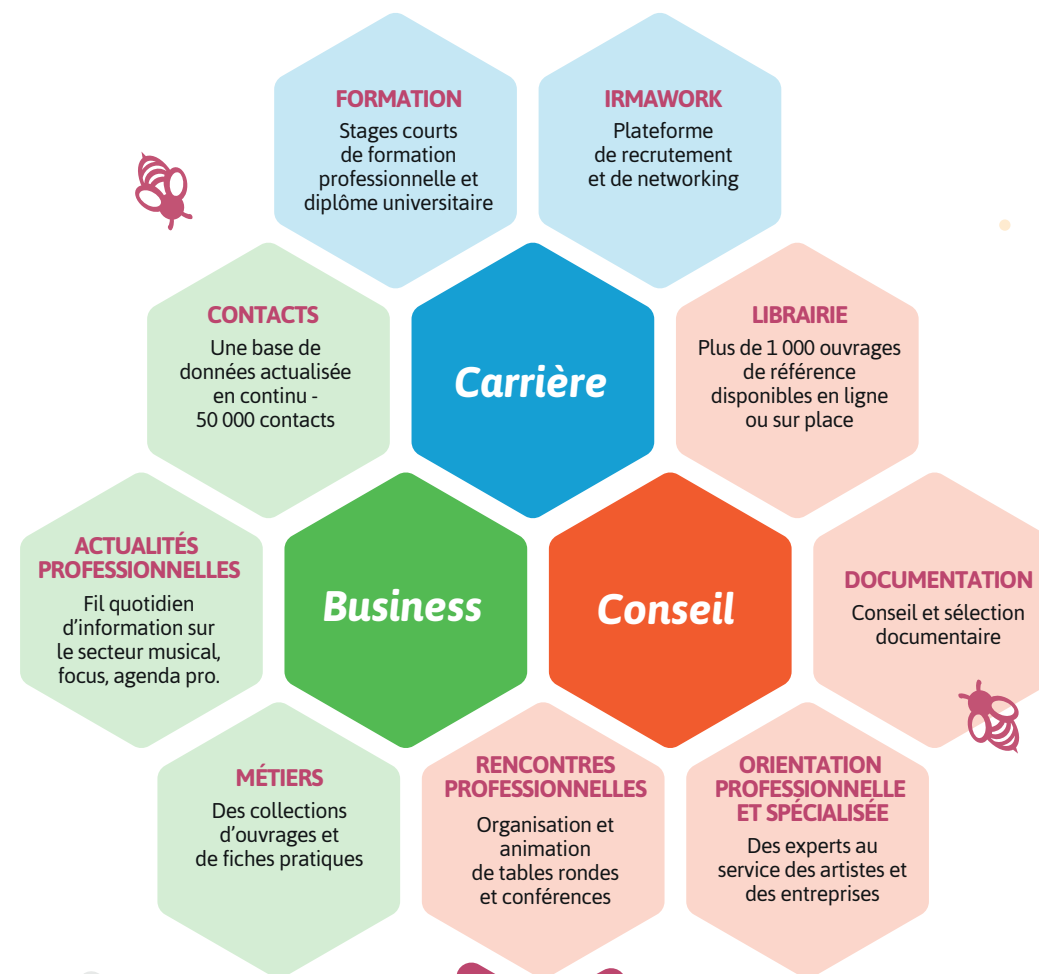 FORMATION
Stages courts
de formation
professionnelle et
diplôme universitaire
IRMAWORK
Plateforme
de recrutement
et de networking
CONTACTS
Une base de
données actualisée
en continu -
50 000 contacts
Carrière
LIBRAIRIE
Plus de 1 000 ouvrages
de référence
disponibles en ligne
ou sur place
ACTUALITÉS
PROFESSIONNELLES
Fil quotidien
d'information sur
le secteur musical,
focus, agenda pro.
Business
Conseil
DOCUMENTATION
Conseil et sélection
documentaire
MÉTIERS
Des collections
d'ouvrages et
de fiches pratiques
RENCONTRES
PROFESSIONNELLES
Organisation et
animation
de tables rondes
et conférences
ORIENTATION
PROFESSIONNELLE
ET SPÉCIALISÉE
Des experts au
service des artistes et
des entreprises